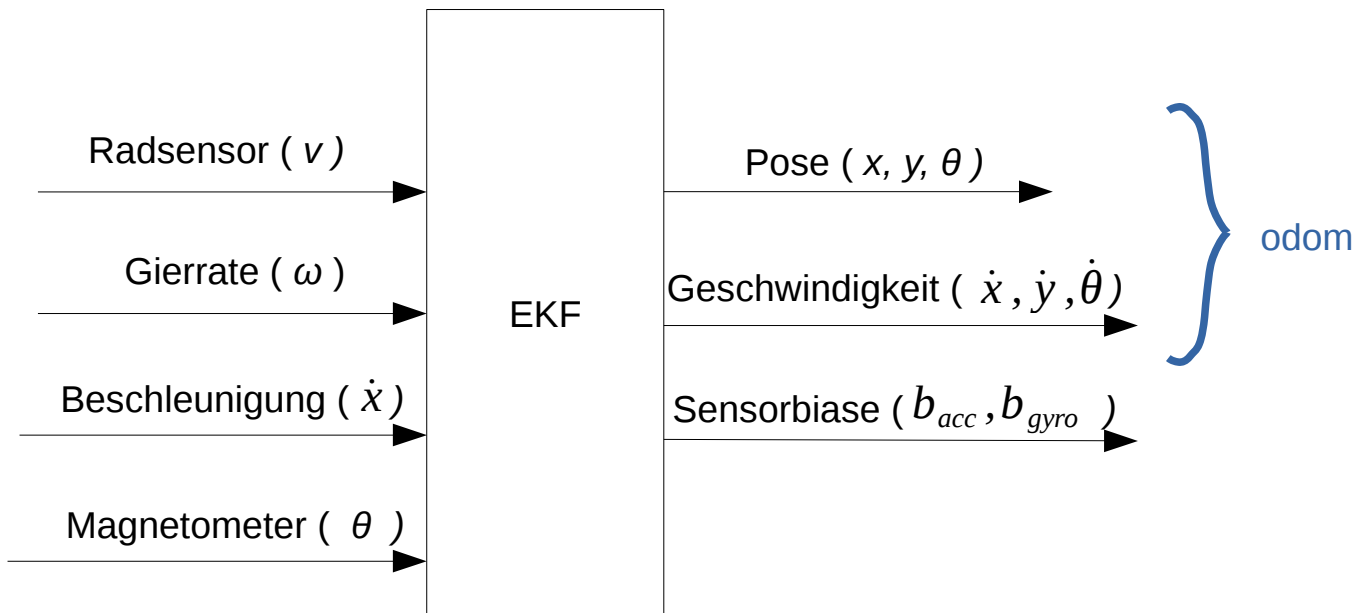 Radsensor ( v )
Gierrate ( ω )
Beschleunigung ( ẋ )
Magnetometer ( θ )
EKF
Pose ( x, y, θ )
Geschwindigkeit ( ẋ , ẏ , θ̇ )
Sensorbiase ( b_acc , b_gyro )
odom